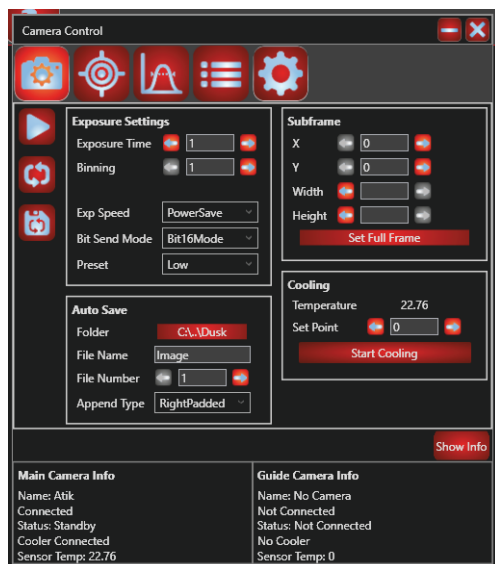 Camera Control
Exposure Settings
Exposure Time 1
Binning 1
Exp Speed PowerSave
Bit Send Mode Bit16Mode
Preset Low
Auto Save
Folder C:\..\Dusk
File Name Image
File Number 1
Append Type RightPadded
Subframe
X 0
Y 0
Width
Height
Set Full Frame
Cooling
Temperature 22.76
Set Point 0
Start Cooling
Show Info
Main Camera Info
Name: Atik
Connected
Status: Standby
Cooler Connected
Sensor Temp: 22.76
Guide Camera Info
Name: No Camera
Not Connected
Status: Not Connected
No Cooler
Sensor Temp: 0